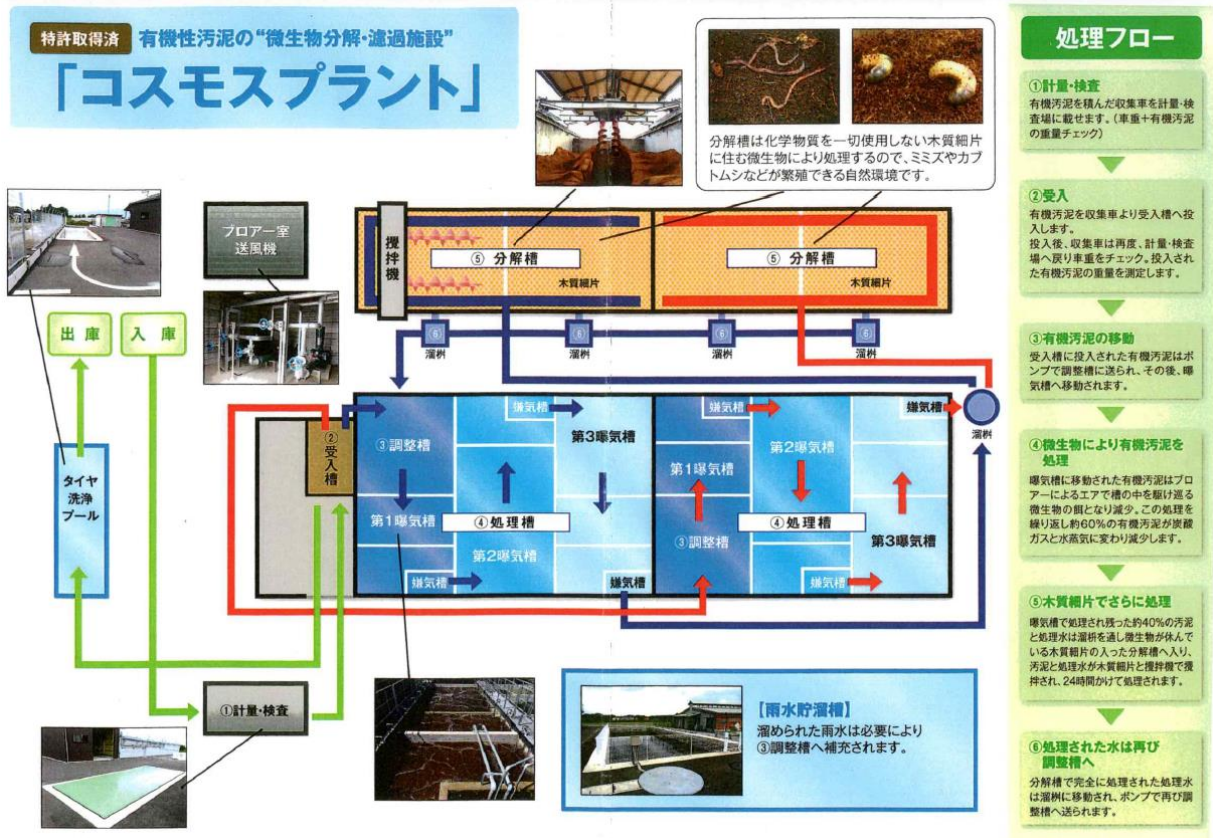 特許取得済
有機性汚泥の“微生物分解・濾過施設”
「コスモスプラント」
分解槽は化学物質を一切使用しない木質細片
に住む微生物により処理するので、ミミズやカブ
トムシなどが繁殖できる自然環境です。
ブロアー室
送風機
攪拌機
⑤ 分解槽
木質細片
⑤ 分解槽
木質細片
⑥
溜桝
⑥
溜桝
⑥
溜桝
⑥
溜桝
出庫
入庫
②受入槽
③調整槽
嫌気槽
第3曝気槽
第1曝気槽
④処理槽
第2曝気槽
嫌気槽
嫌気槽
嫌気槽
嫌気槽
溜桝
第2曝気槽
第1曝気槽
④処理槽
③調整槽
第3曝気槽
嫌気槽
タイヤ
洗浄
プール
①計量・検査
【雨水貯溜槽】
溜められた雨水は必要により
③調整槽へ補充されます。
処理フロー
①計量・検査
有機汚泥を積んだ収集車を計量・検
査場に載せます。(車重+有機汚泥
の重量チェック)
②受入
有機汚泥を収集車より受入槽へ投
入します。
投入後、収集車は再度、計量・検査
場へ戻り車重をチェック。投入され
た有機汚泥の重量を測定します。
③有機汚泥の移動
受入槽に投入された有機汚泥はポ
ンプで調整槽に送られ、その後、曝
気槽へ移動されます。
④微生物により有機汚泥を
処理
曝気槽に移動された有機汚泥はブロ
アーによるエアで槽の中を駆け巡る
微生物の餌となり減少。この処理を
繰り返し約60%の有機汚泥が炭酸
ガスと水蒸気に変わり減少します。
⑤木質細片でさらに処理
曝気槽で処理され残った約40%の汚泥
と処理水は溜桝を通し微生物が休んで
いる木質細片の入った分解槽へ入り、
汚泥と処理水が木質細片と攪拌機で攪
拌され、24時間かけて処理されます。
⑥処理された水は再び
調整槽へ
分解槽で完全に処理された処理水
は溜桝に移動され、ポンプで再び調
整槽へ送られます。